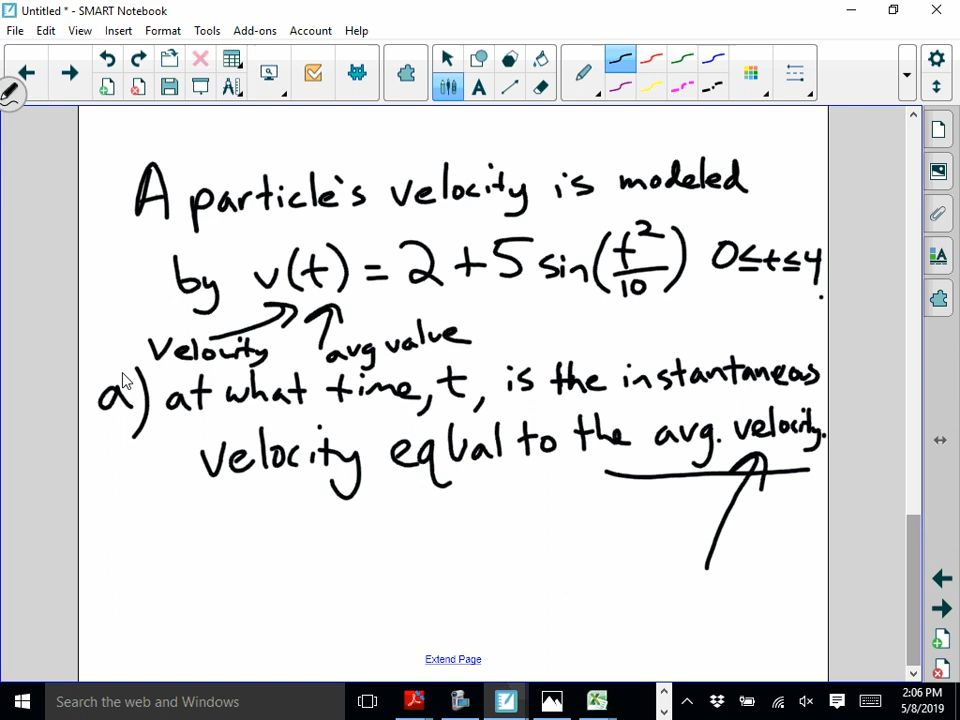 Untitled * - SMART Notebook
File Edit View Insert Format Tools Add-ons Account Help
A particle's velocity is modeled
by v(t) = 2 + 5 sin(t²/10) 0≤t≤4.
Velocity avg value
a) at what time, t, is the instantaneas
velocity equal to the avg. velocity.
Extend Page
Search the web and Windows
2:06 PM
5/8/2019